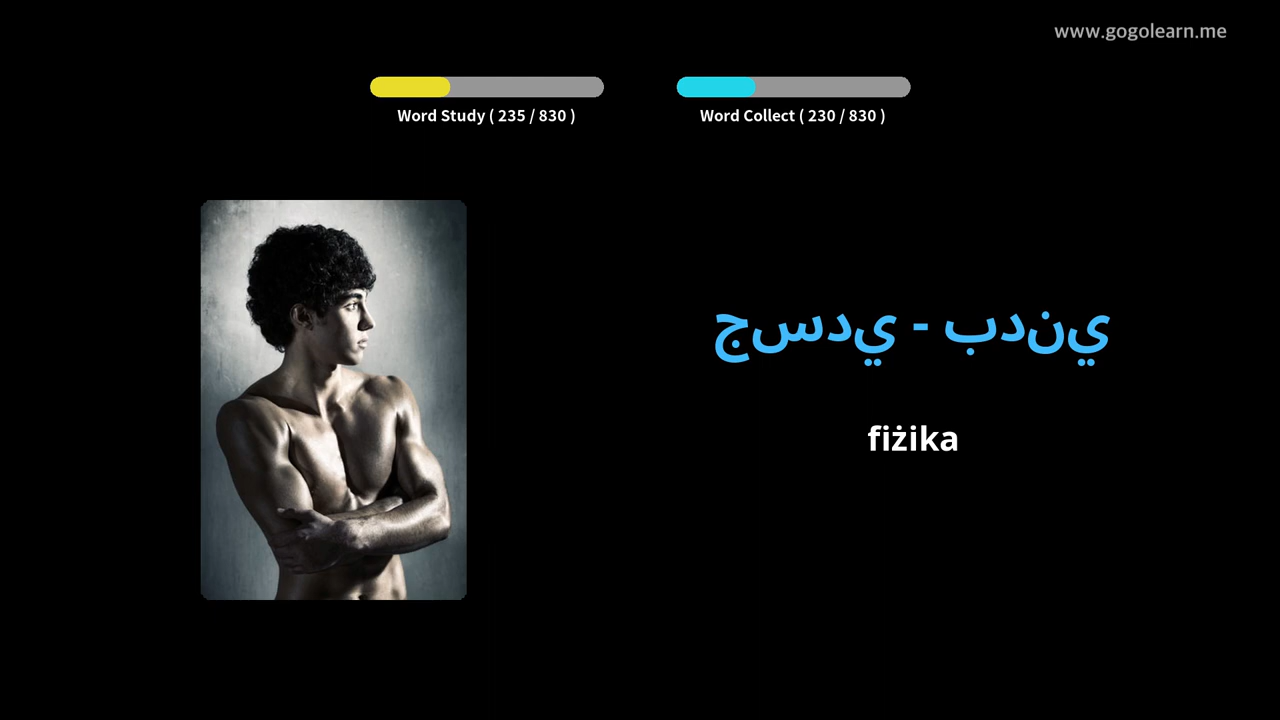 www.gogolearn.me
Word Study ( 235 / 830 )
Word Collect ( 230 / 830 )
جسدي - بدني
fiżika